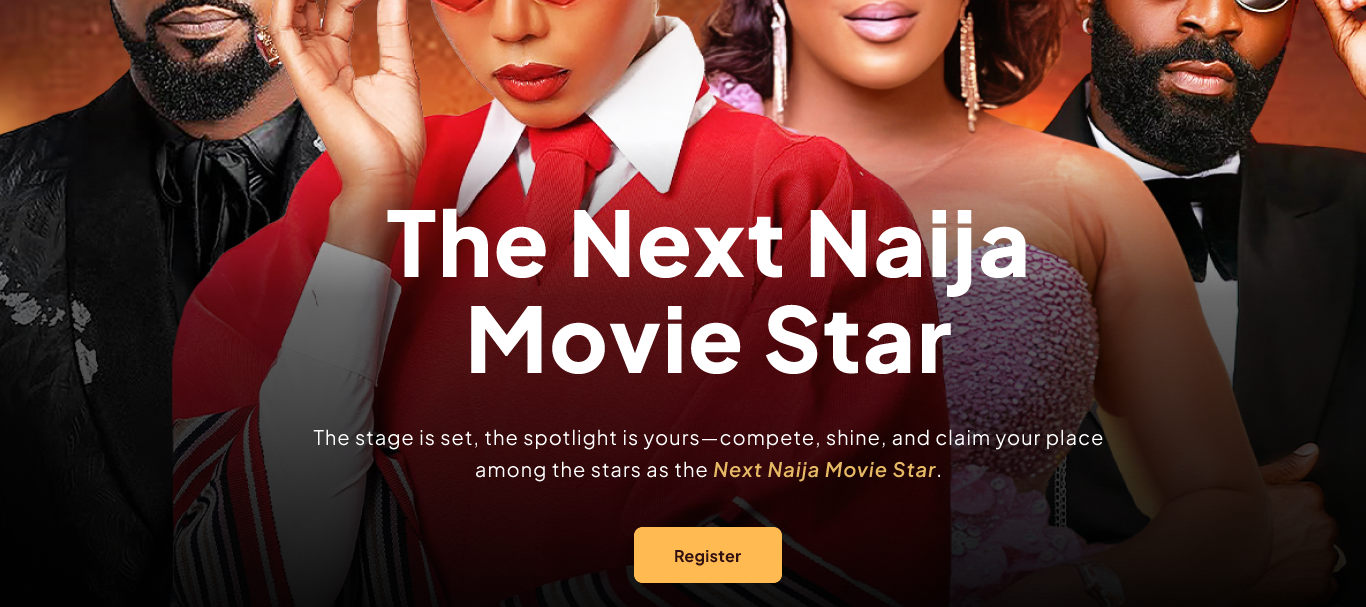 The Next Naija
Movie Star
The stage is set, the spotlight is yours—compete, shine, and claim your place
among the stars as the Next Naija Movie Star.
Register